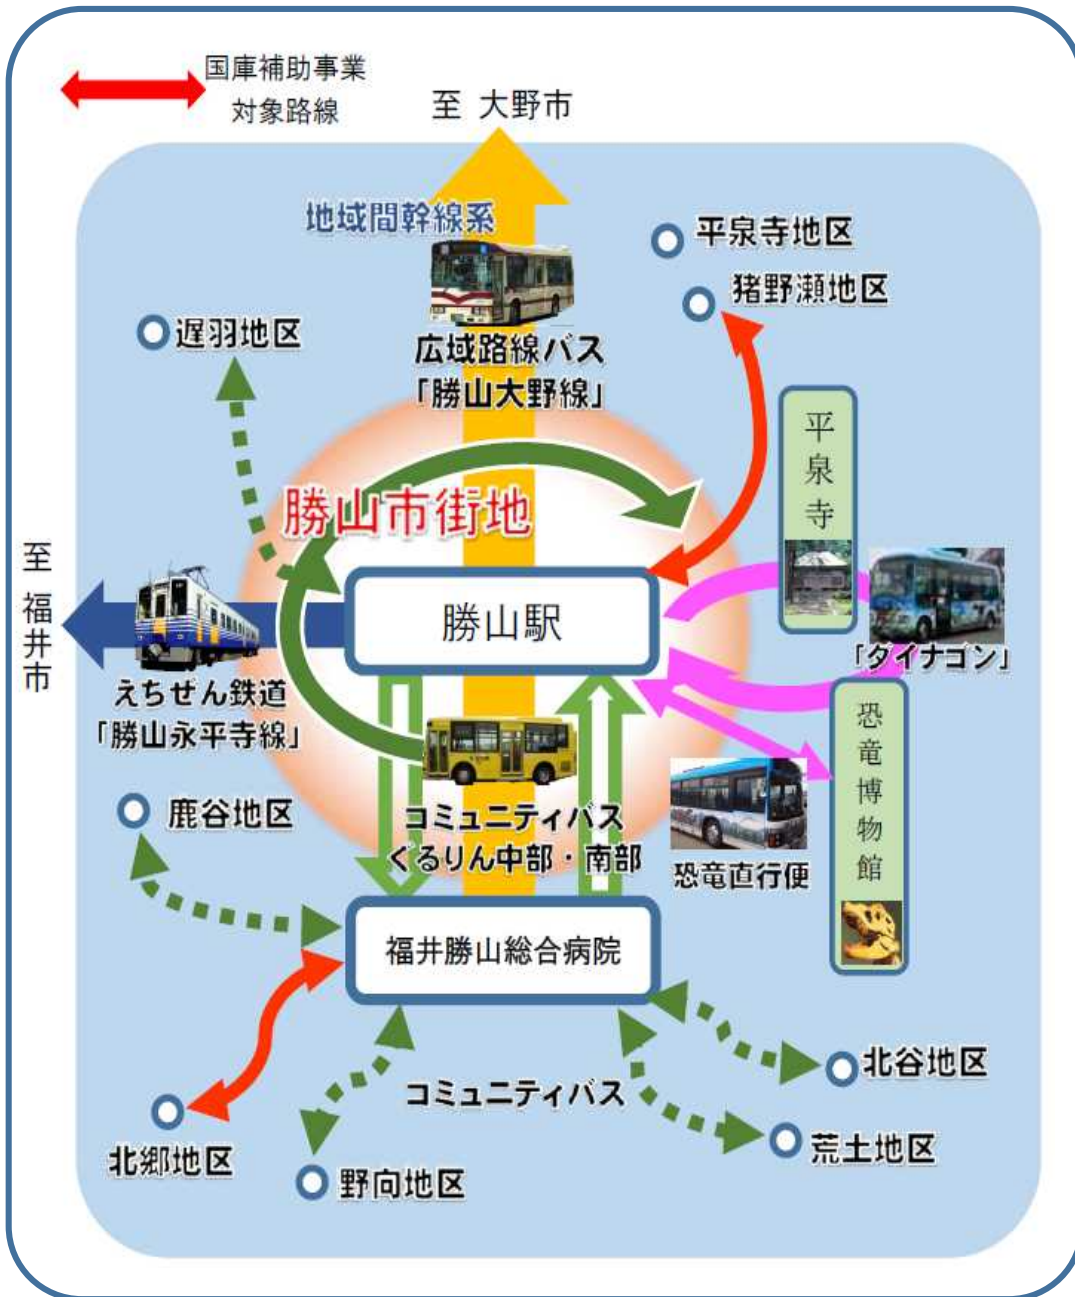 国庫補助事業
対象路線
至 大野市
地域間幹線系
平泉寺地区
猪野瀬地区
遅羽地区
広域路線バス
「勝山大野線」
平泉寺
勝山市街地
至 福井市
勝山駅
「ダイナゴン」
えちぜん鉄道
「勝山永平寺線」
恐竜博物館
鹿谷地区
コミュニティバス
ぐるりん中部・南部
恐竜直行便
福井勝山総合病院
北谷地区
コミュニティバス
荒土地区
北郷地区
野向地区